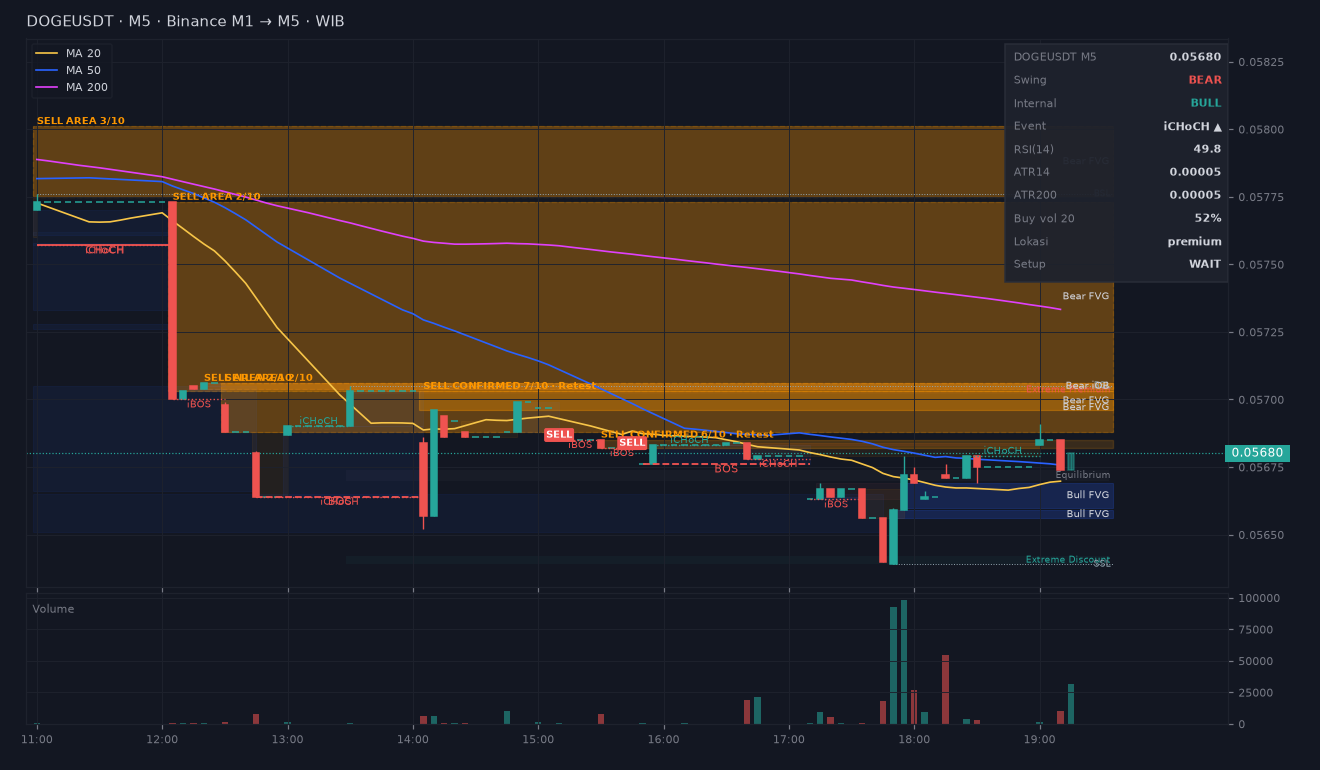 DOGEUSDT · M5 · Binance M1 → M5 · WIB
MA 20
MA 50
MA 200
DOGEUSDT M5 0.05680
Swing BEAR
Internal BULL
Event iCHoCH ▲
RSI(14) 49.8
ATR14 0.00005
ATR200 0.00005
Buy vol 20 52%
Lokasi premium
Setup WAIT
0.05825
0.05800
0.05775
0.05750
0.05725
0.05700
0.05680
0.05675
0.05650
SELL AREA 3/10
SELL AREA 2/10
iCHoCH
Bear FVG
Bear FVG
SELL CONFIRMED 7/10 · Retest
Bear iOB
iBOS
Bear FVG
Bear FVG
iCHoCH
SELL
SELL CONFIRMED 6/10 · Retest
SELL
iBOS
iCHoCH
iBOS
iCHoCH
BOS
iCHoCH
Equilibrium
Bull FVG
iBOS
Bull FVG
Extreme Discount
SSL
Volume
100000
75000
50000
25000
0
11:00 12:00 13:00 14:00 15:00 16:00 17:00 18:00 19:00